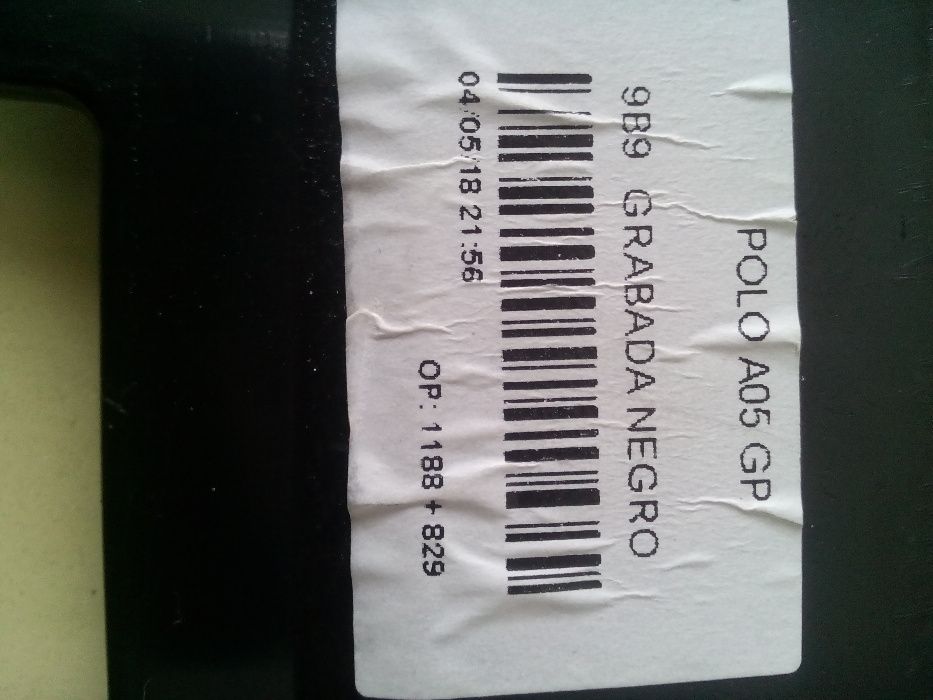 POLO A05 GP
9B9 GRABADA NEGRO
04/05/18 21:56
OP: 1188 + 829